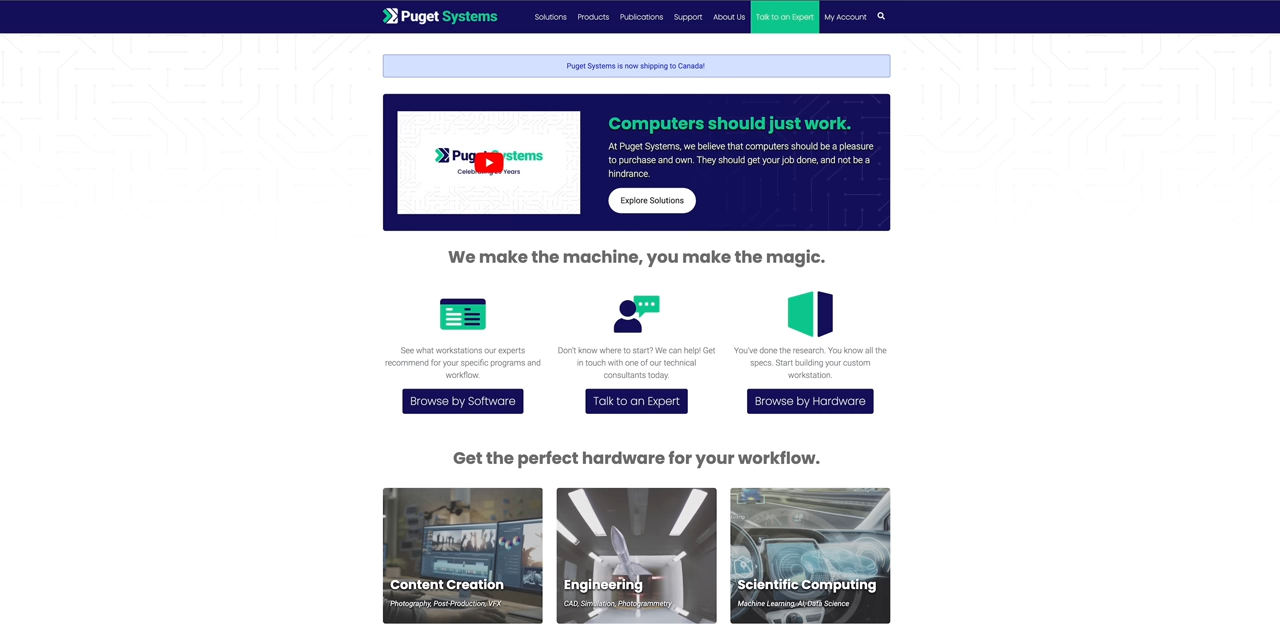 Puget Systems
Solutions Products Publications Support About Us Talk to an Expert My Account
Puget Systems is now shipping to Canada!
Computers should just work.
At Puget Systems, we believe that computers should be a pleasure
to purchase and own. They should get your job done, and not be a
hindrance.
Explore Solutions
We make the machine, you make the magic.
See what workstations our experts
recommend for your specific programs and
workflow.
Browse by Software
Don't know where to start? We can help! Get
in touch with one of our technical
consultants today.
Talk to an Expert
You've done the research. You know all the
specs. Start building your custom
workstation.
Browse by Hardware
Get the perfect hardware for your workflow.
Content Creation
Photography, Post-Production, VFX
Engineering
CAD, Simulation, Photogrammetry
Scientific Computing
Machine Learning, AI, Data Science